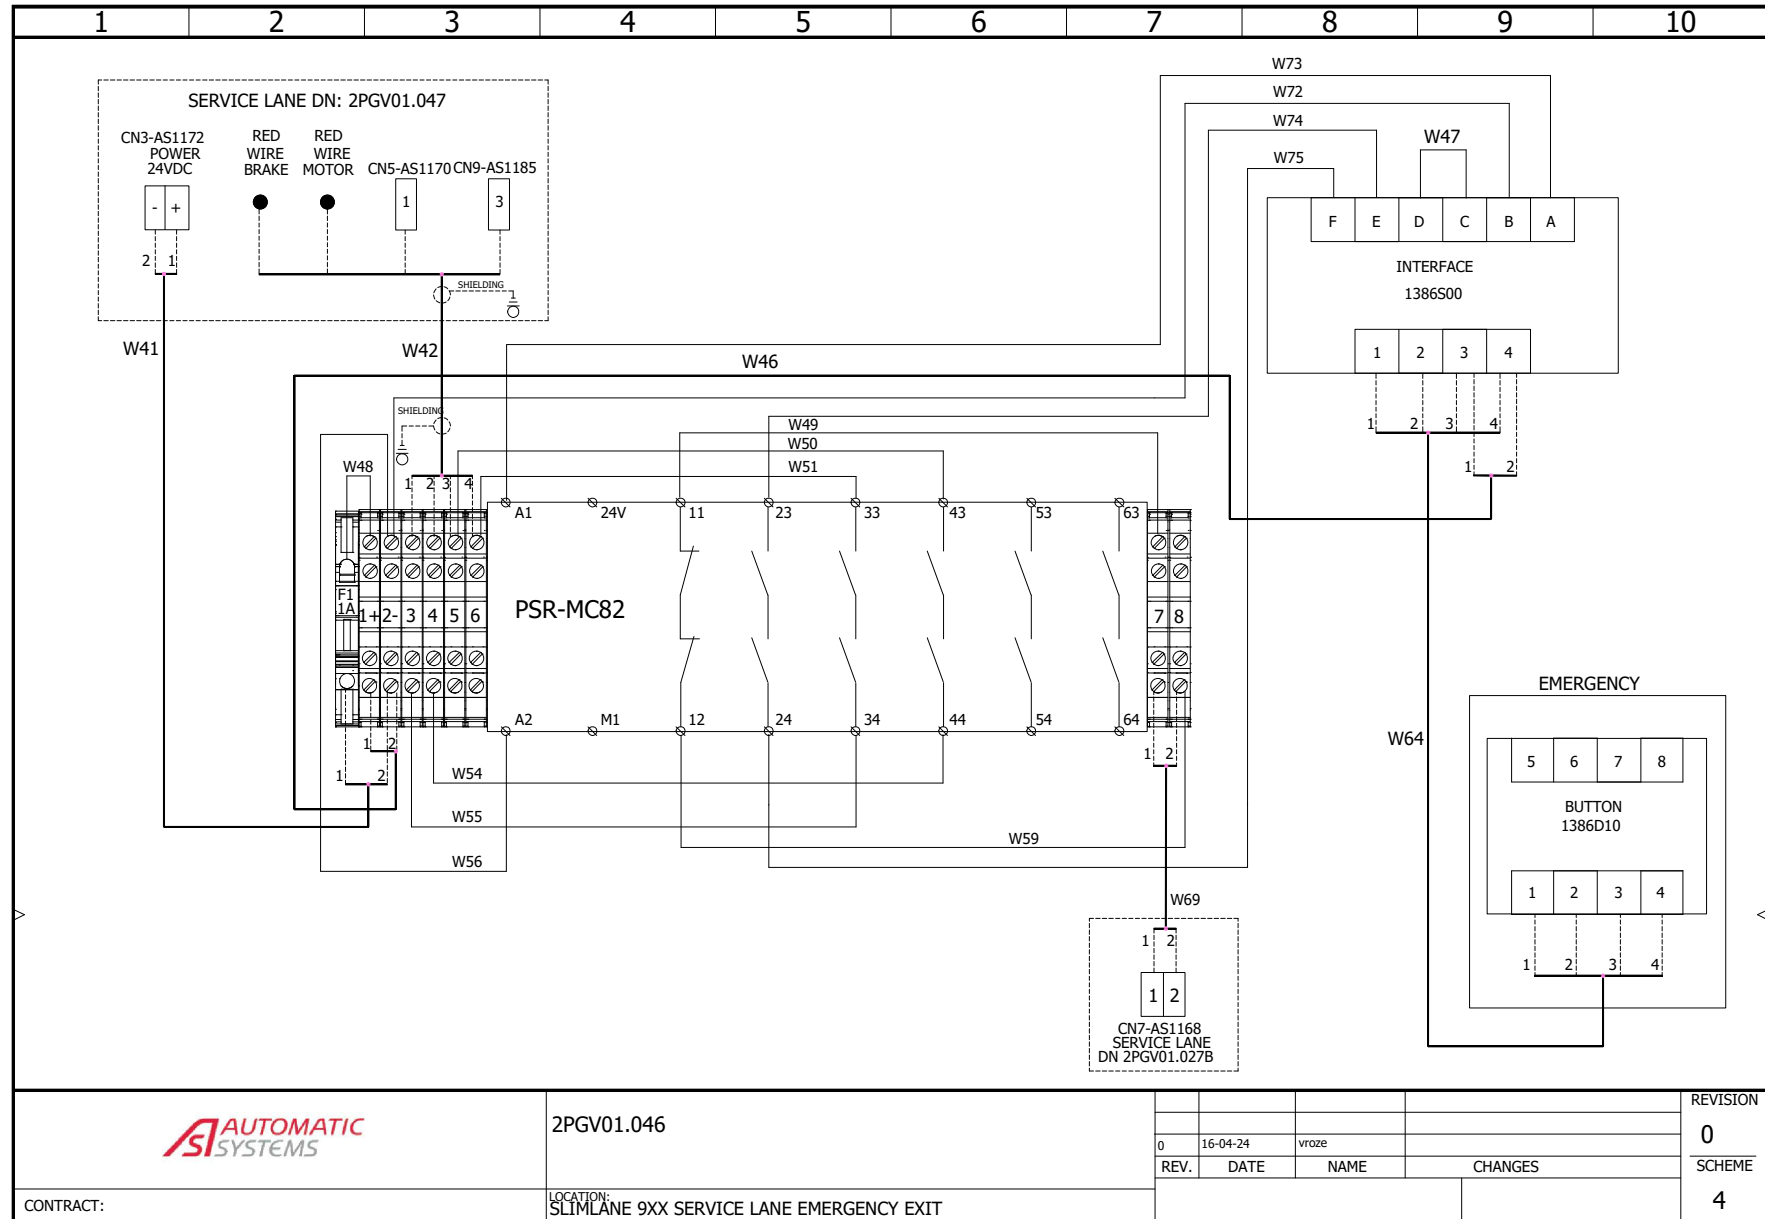 1 2 3 4 5 6 7 8 9 10
SERVICE LANE DN: 2PGV01.047
CN3-AS1172
POWER
24VDC
RED
WIRE
BRAKE
RED
WIRE
MOTOR
CN5-AS1170
CN9-AS1185
- +
1
3
2 1
SHIELDING
W41
W42
W46
W73
W72
W74
W75
W47
F E D C B A
INTERFACE
1386S00
1 2 3 4
1 2 3 4
1 2
SHIELDING
W48
1 2 3 4
W49
W50
W51
A1 24V 11 23 33 43 53 63
F1
1A
1+ 2- 3 4 5 6
PSR-MC82
7 8
A2 M1 12 24 34 44 54 64
1 2
1 2
1 2
W54
W55
W56
W59
W64
W69
1 2
1 2
CN7-AS1168
SERVICE LANE
DN 2PGV01.027B
EMERGENCY
5 6 7 8
BUTTON
1386D10
1 2 3 4
1 2 3 4
AUTOMATIC
SYSTEMS
2PGV01.046
0 16-04-24 vroze
REV. DATE NAME CHANGES
REVISION
0
SCHEME
4
CONTRACT:
LOCATION:
SLIMLANE 9XX SERVICE LANE EMERGENCY EXIT